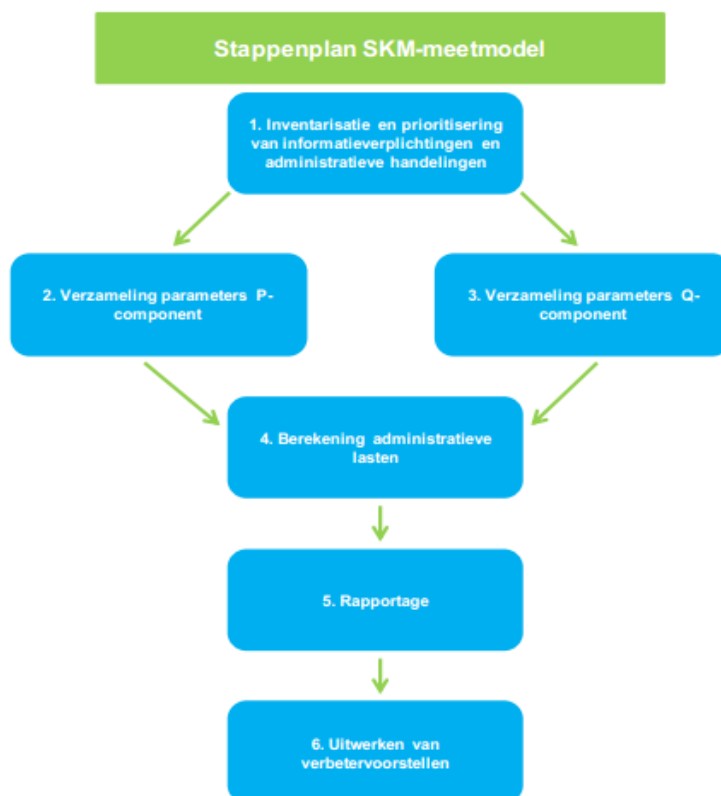 Stappenplan SKM-meetmodel
1. Inventarisatie en prioritisering
van informatieverplichtingen en
administratieve handelingen
2. Verzameling parameters P-
component
3. Verzameling parameters Q-
component
4. Berekening administratieve
lasten
5. Rapportage
6. Uitwerken van
verbetervoorstellen